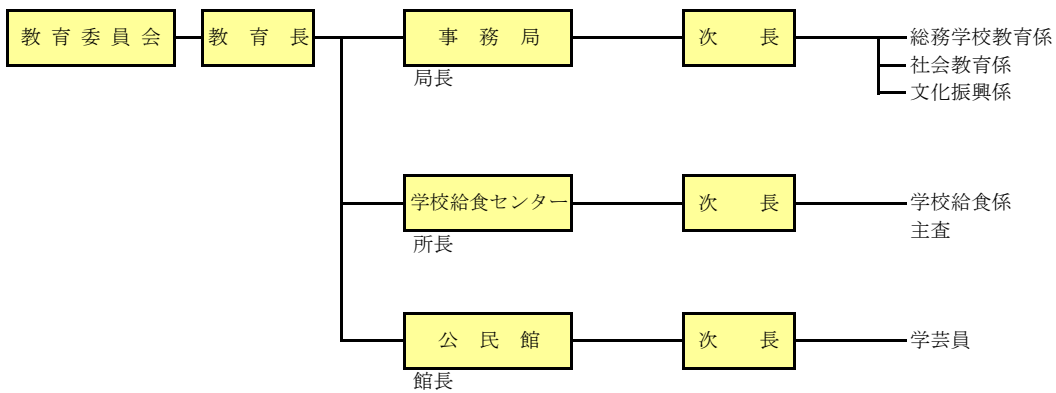 教育委員会
教育長
事務局
局長
次長
総務学校教育係
社会教育係
文化振興係
学校給食センター
所長
次長
学校給食係
主査
公民館
館長
次長
学芸員